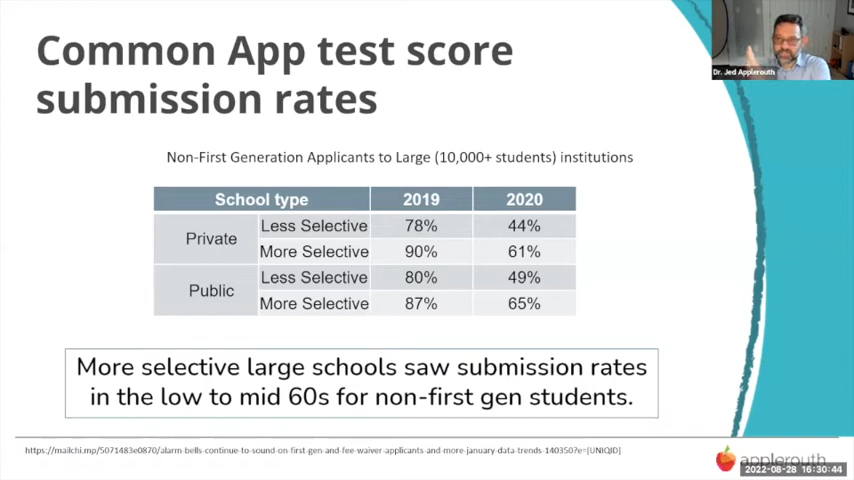 Common App test score
submission rates
Dr. Jed Applerouth
Non-First Generation Applicants to Large (10,000+ students) institutions
School type 2019 2020
Private Less Selective 78% 44%
More Selective 90% 61%
Public Less Selective 80% 49%
More Selective 87% 65%
More selective large schools saw submission rates
in the low to mid 60s for non-first gen students.
https://mailchi.mp/5071483e0870/alarm-bells-continue-to-sound-on-first-gen-and-fee-waiver-applicants-and-more-january-data-trends-140350?e=[UNIQID]
applerouth
2022-08-28 16:30:44